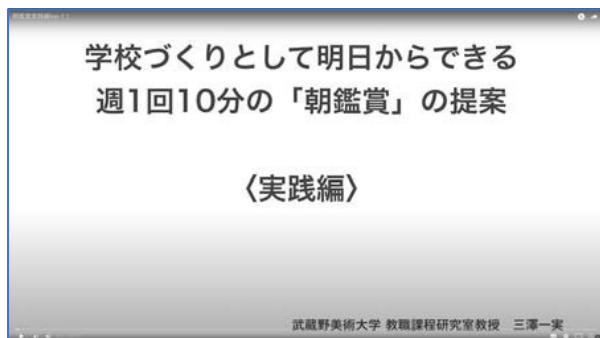 学校づくりとして明日からできる
週1回10分の「朝鑑賞」の提案
〈実践編〉
武蔵野美術大学 教職課程研究室教授 三澤一実